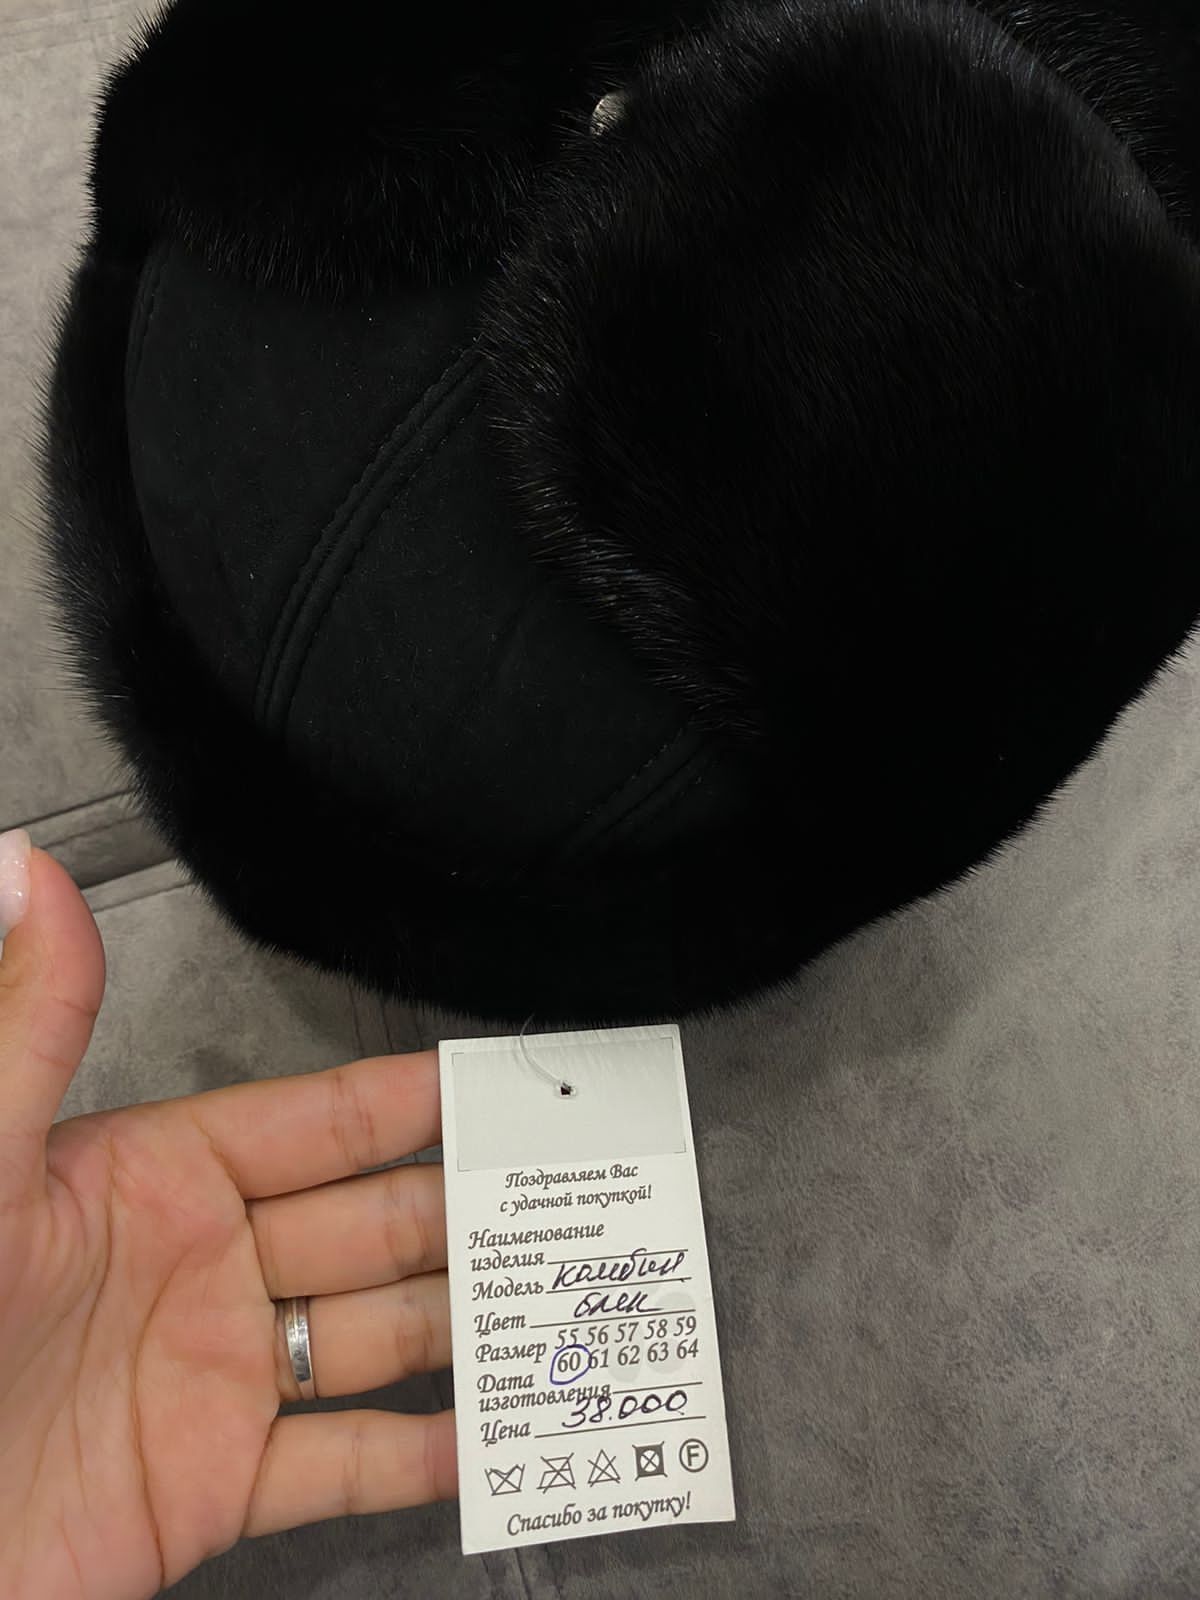 Поздравляем Вас
с удачной покупкой!
Наименование
изделия
Модель комбин
Цвет блек
Размер 55 56 57 58 59
60 61 62 63 64
Дата
изготовления
Цена 38.000
F
Спасибо за покупку!